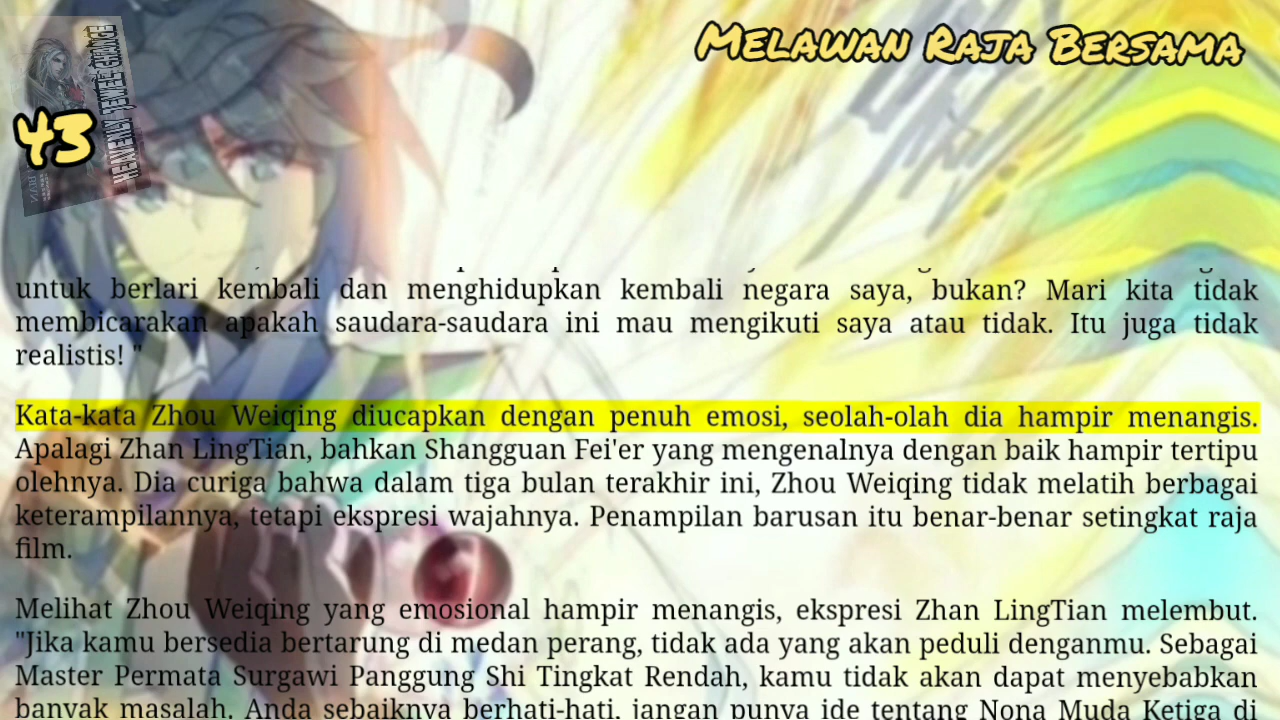 MELAWAN RAJA BERSAMA
43
HEAVENLY JEWEL CHANGE
untuk berlari kembali dan menghidupkan kembali negara saya, bukan? Mari kita tidak
membicarakan apakah saudara-saudara ini mau mengikuti saya atau tidak. Itu juga tidak
realistis! "
Kata-kata Zhou Weiqing diucapkan dengan penuh emosi, seolah-olah dia hampir menangis.
Apalagi Zhan LingTian, bahkan Shangguan Fei'er yang mengenalnya dengan baik hampir tertipu
olehnya. Dia curiga bahwa dalam tiga bulan terakhir ini, Zhou Weiqing tidak melatih berbagai
keterampilannya, tetapi ekspresi wajahnya. Penampilan barusan itu benar-benar setingkat raja
film.
Melihat Zhou Weiqing yang emosional hampir menangis, ekspresi Zhan LingTian melembut.
"Jika kamu bersedia bertarung di medan perang, tidak ada yang akan peduli denganmu. Sebagai
Master Permata Surgawi Panggung Shi Tingkat Rendah, kamu tidak akan dapat menyebabkan
banyak masalah. Anda sebaiknya berhati-hati, jangan punya ide tentang Nona Muda Ketiga di